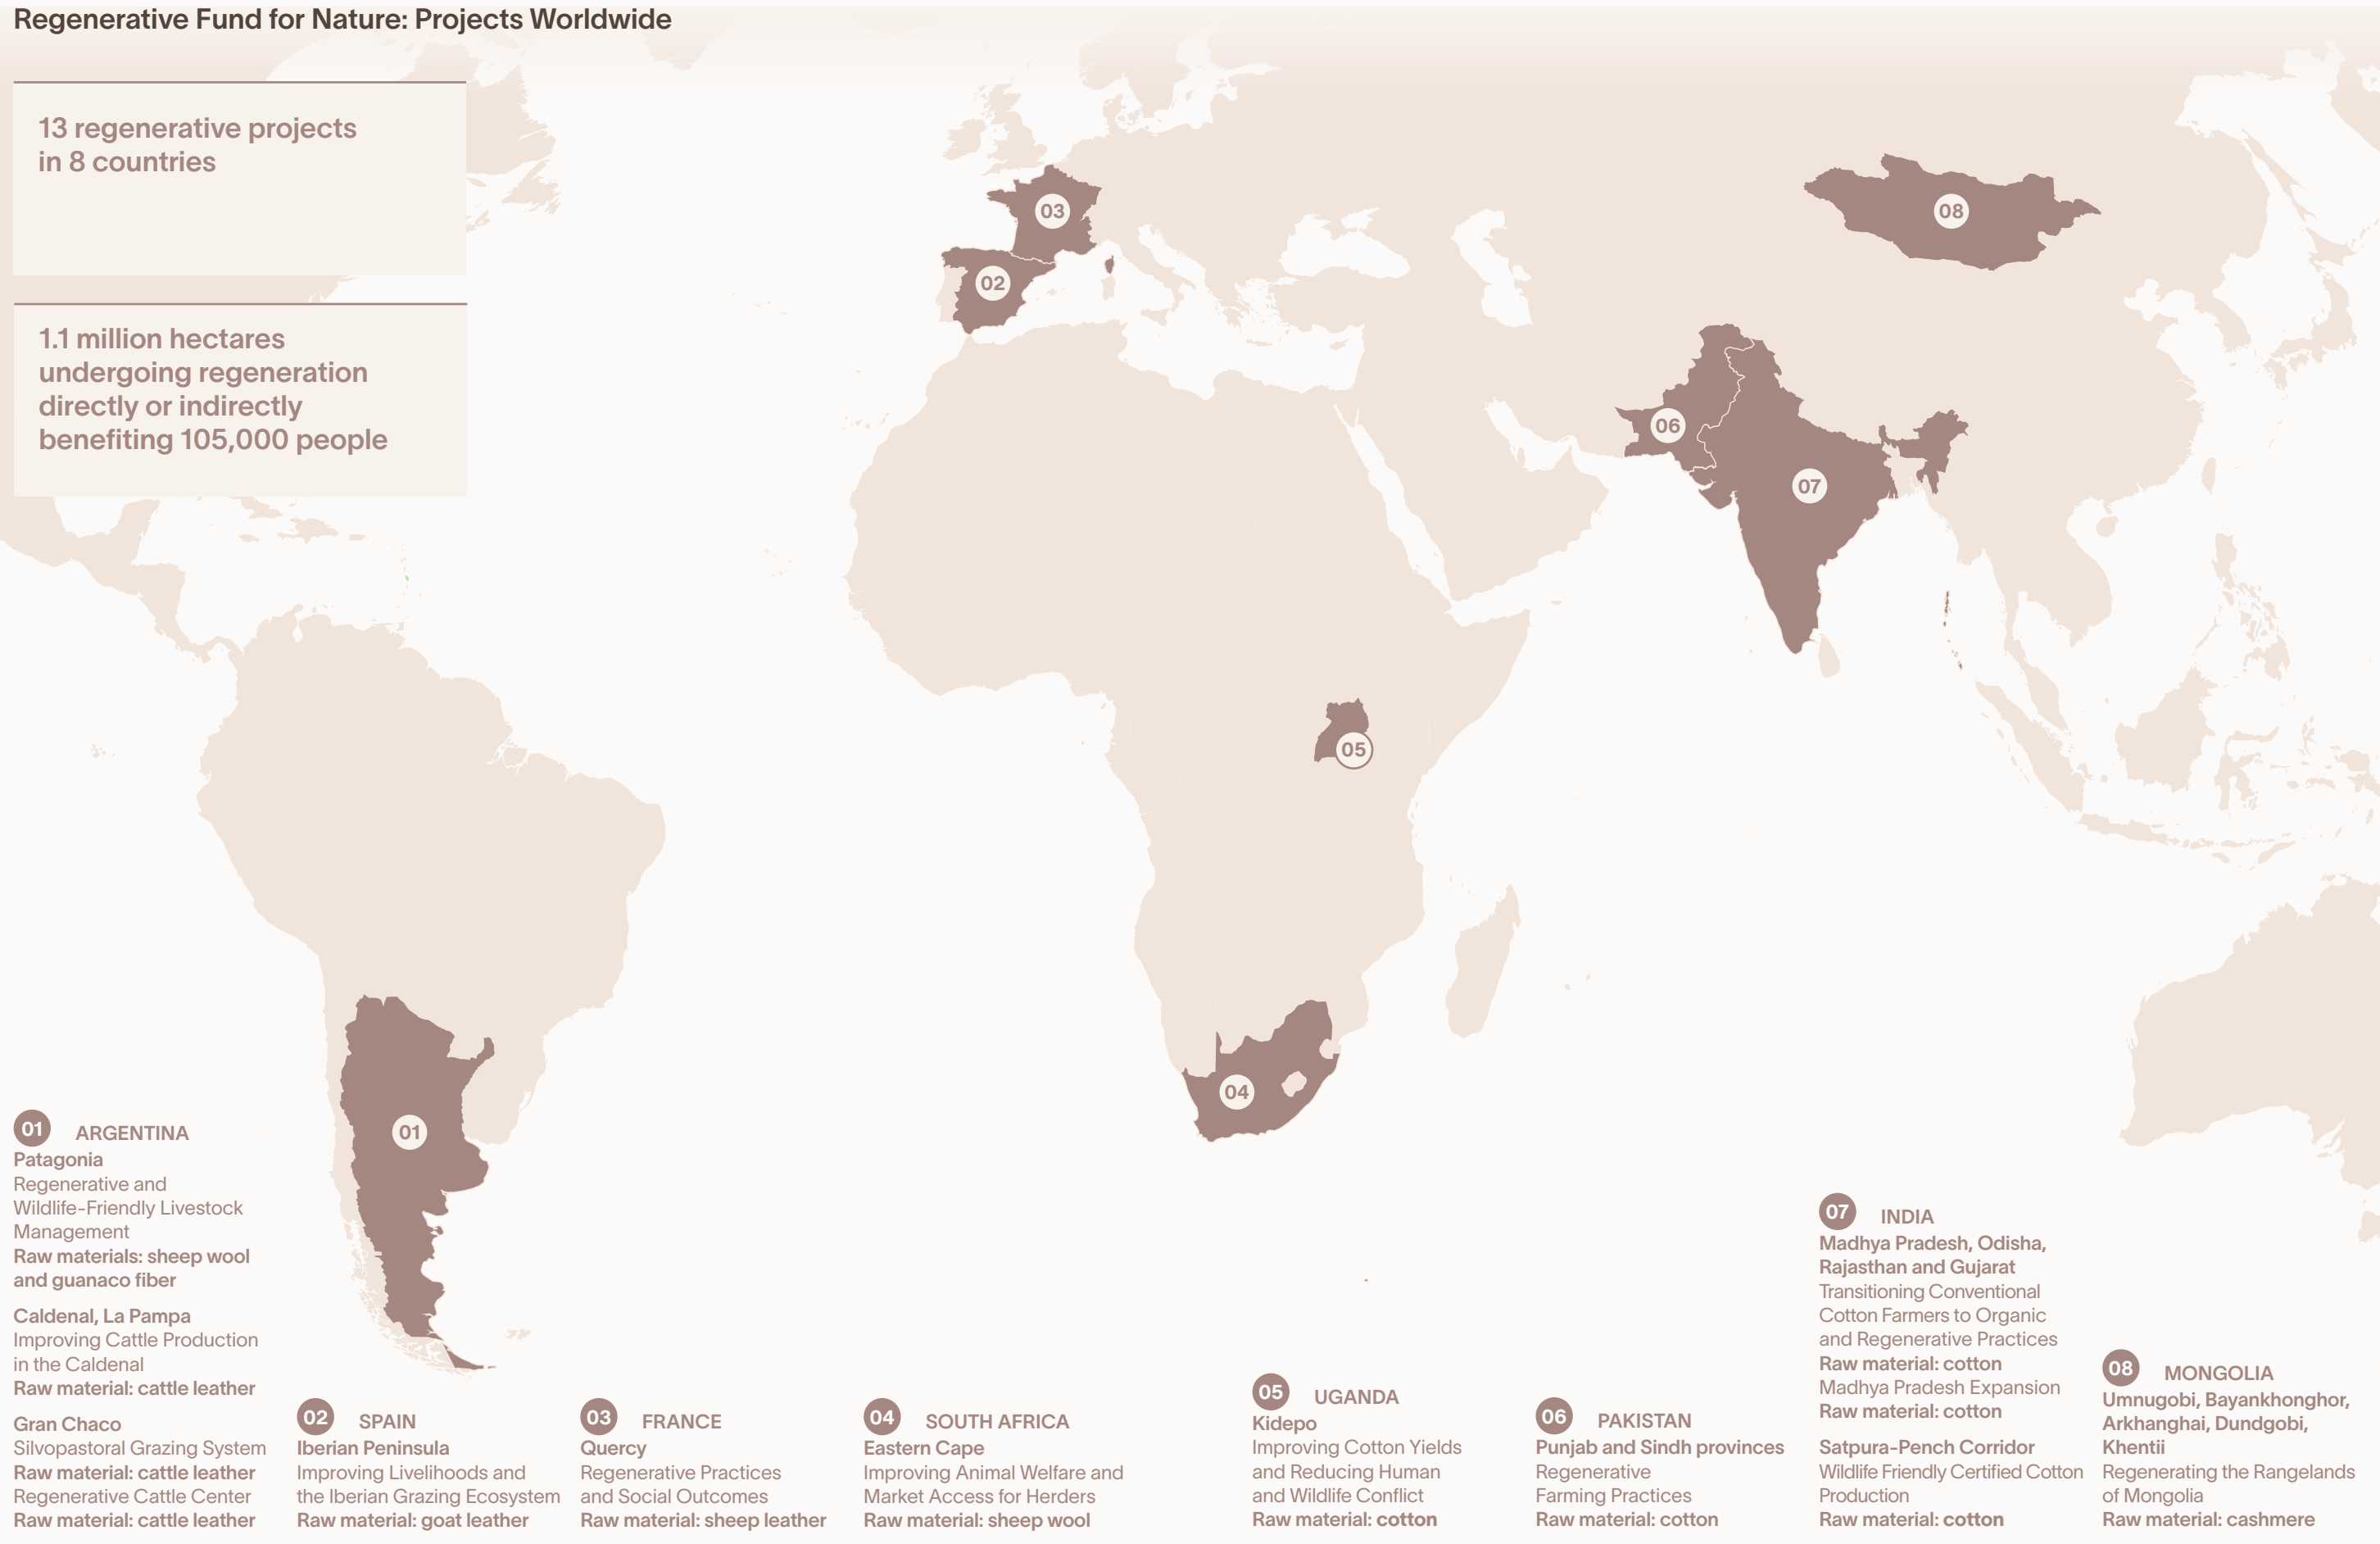 Regenerative Fund for Nature: Projects Worldwide
13 regenerative projects
in 8 countries
1.1 million hectares
undergoing regeneration
directly or indirectly
benefiting 105,000 people
03
02
08
06
07
05
04
01
01 ARGENTINA
Patagonia
Regenerative and
Wildlife-Friendly Livestock
Management
Raw materials: sheep wool
and guanaco fiber
Caldenal, La Pampa
Improving Cattle Production
in the Caldenal
Raw material: cattle leather
Gran Chaco
Silvopastoral Grazing System
Raw material: cattle leather
Regenerative Cattle Center
Raw material: cattle leather
02 SPAIN
Iberian Peninsula
Improving Livelihoods and
the Iberian Grazing Ecosystem
Raw material: goat leather
03 FRANCE
Quercy
Regenerative Practices
and Social Outcomes
Raw material: sheep leather
04 SOUTH AFRICA
Eastern Cape
Improving Animal Welfare and
Market Access for Herders
Raw material: sheep wool
05 UGANDA
Kidepo
Improving Cotton Yields
and Reducing Human
and Wildlife Conflict
Raw material: cotton
06 PAKISTAN
Punjab and Sindh provinces
Regenerative
Farming Practices
Raw material: cotton
07 INDIA
Madhya Pradesh, Odisha,
Rajasthan and Gujarat
Transitioning Conventional
Cotton Farmers to Organic
and Regenerative Practices
Raw material: cotton
Madhya Pradesh Expansion
Raw material: cotton
Satpura-Pench Corridor
Wildlife Friendly Certified Cotton
Production
Raw material: cotton
08 MONGOLIA
Umnugobi, Bayankhonghor,
Arkhanghai, Dundgobi,
Khentii
Regenerating the Rangelands
of Mongolia
Raw material: cashmere